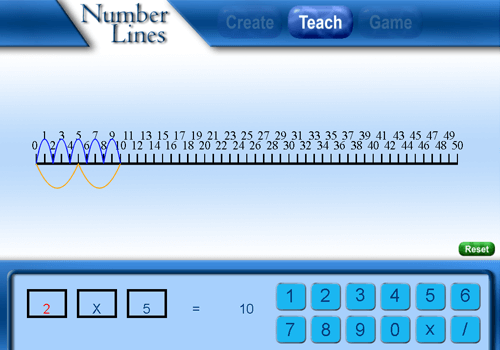 Number
Lines
Create Teach Game
1 3 5 7 9 11 13 15 17 19 21 23 25 27 29 31 33 35 37 39 41 43 45 47 49
0 2 4 6 8 10 12 14 16 18 20 22 24 26 28 30 32 34 36 38 40 42 44 46 48 50
Reset
2 X 5 = 10
1 2 3 4 5 6
7 8 9 0 x /